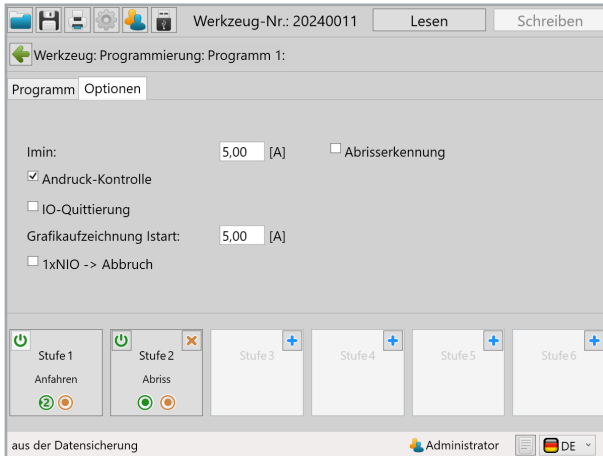 Werkzeug-Nr.: 20240011 Lesen Schreiben
Werkzeug: Programmierung: Programm 1:
Programm Optionen
Imin: 5,00 [A] Abrisserkennung
Andruck-Kontrolle
IO-Quittierung
Grafikaufzeichnung Istart: 5,00 [A]
1xNIO -> Abbruch
Stufe 1 Stufe 2 Stufe 3 Stufe 4 Stufe 5 Stufe 6
Anfahren Abriss
2
aus der Datensicherung Administrator DE